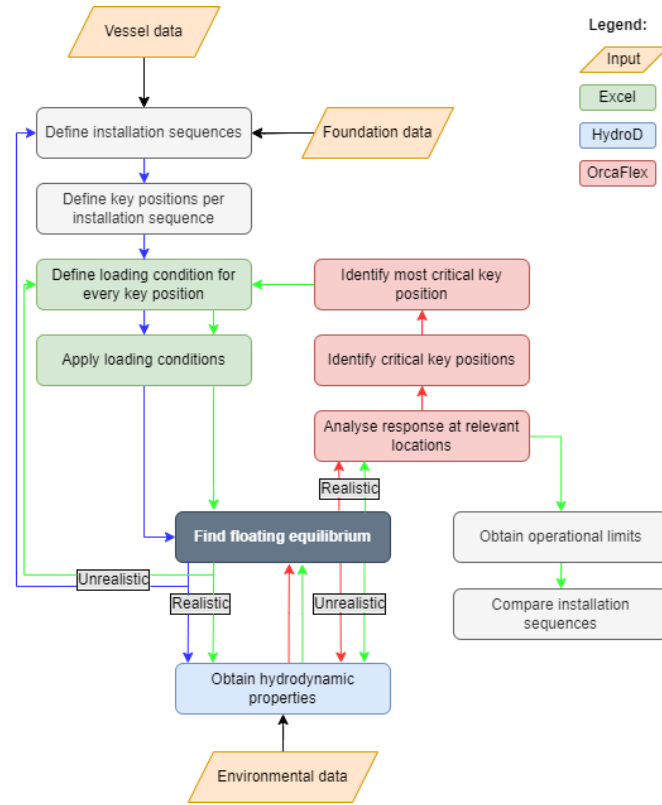 Vessel data
Legend:
Input
Excel
HydroD
OrcaFlex
Define installation sequences
Foundation data
Define key positions per
installation sequence
Define loading condition for
every key position
Identify most critical key
position
Apply loading conditions
Identify critical key positions
Analyse response at relevant
locations
Realistic
Find floating equilibrium
Obtain operational limits
Unrealistic
Realistic
Unrealistic
Compare installation
sequences
Obtain hydrodynamic
properties
Environmental data